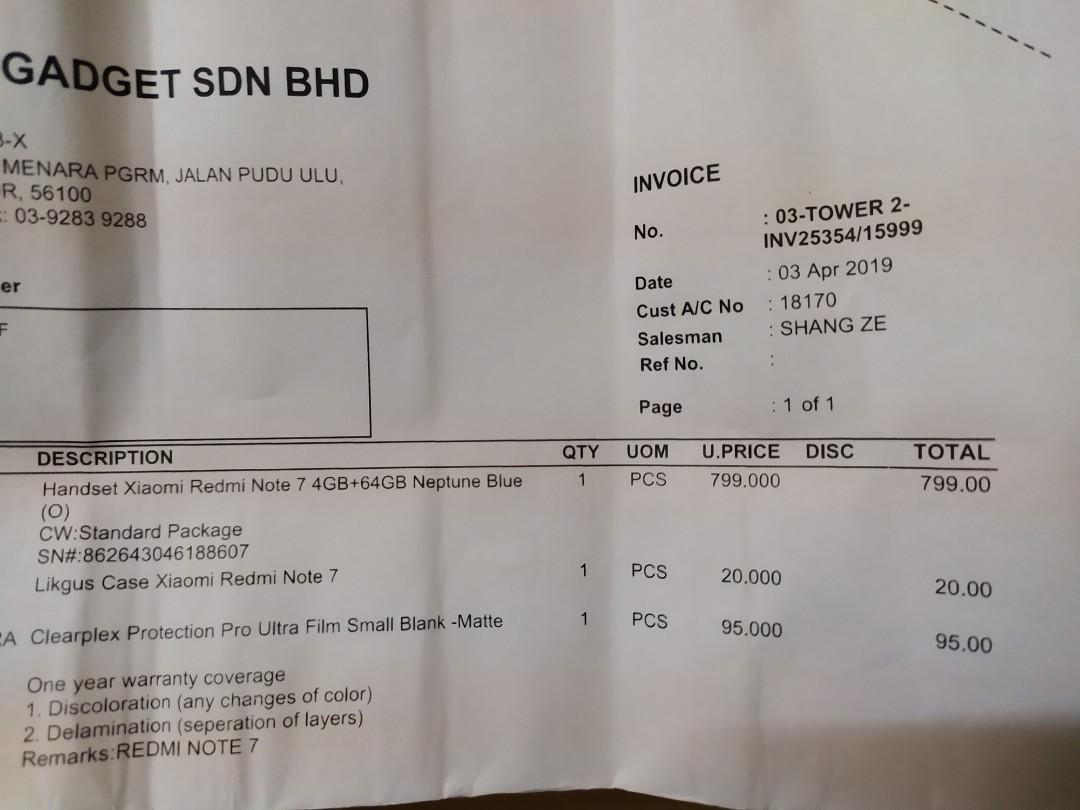 GADGET SDN BHD
-X
MENARA PGRM, JALAN PUDU ULU,
R, 56100
: 03-9283 9288
er
F
INVOICE
No. : 03-TOWER 2-
INV25354/15999
Date : 03 Apr 2019
Cust A/C No : 18170
Salesman : SHANG ZE
Ref No. :
Page : 1 of 1
DESCRIPTION QTY UOM U.PRICE DISC TOTAL
Handset Xiaomi Redmi Note 7 4GB+64GB Neptune Blue 1 PCS 799.000 799.00
(O)
CW:Standard Package
SN#:862643046188607
Likgus Case Xiaomi Redmi Note 7 1 PCS 20.000 20.00
RA Clearplex Protection Pro Ultra Film Small Blank -Matte 1 PCS 95.000 95.00
One year warranty coverage
1. Discoloration (any changes of color)
2. Delamination (seperation of layers)
Remarks:REDMI NOTE 7